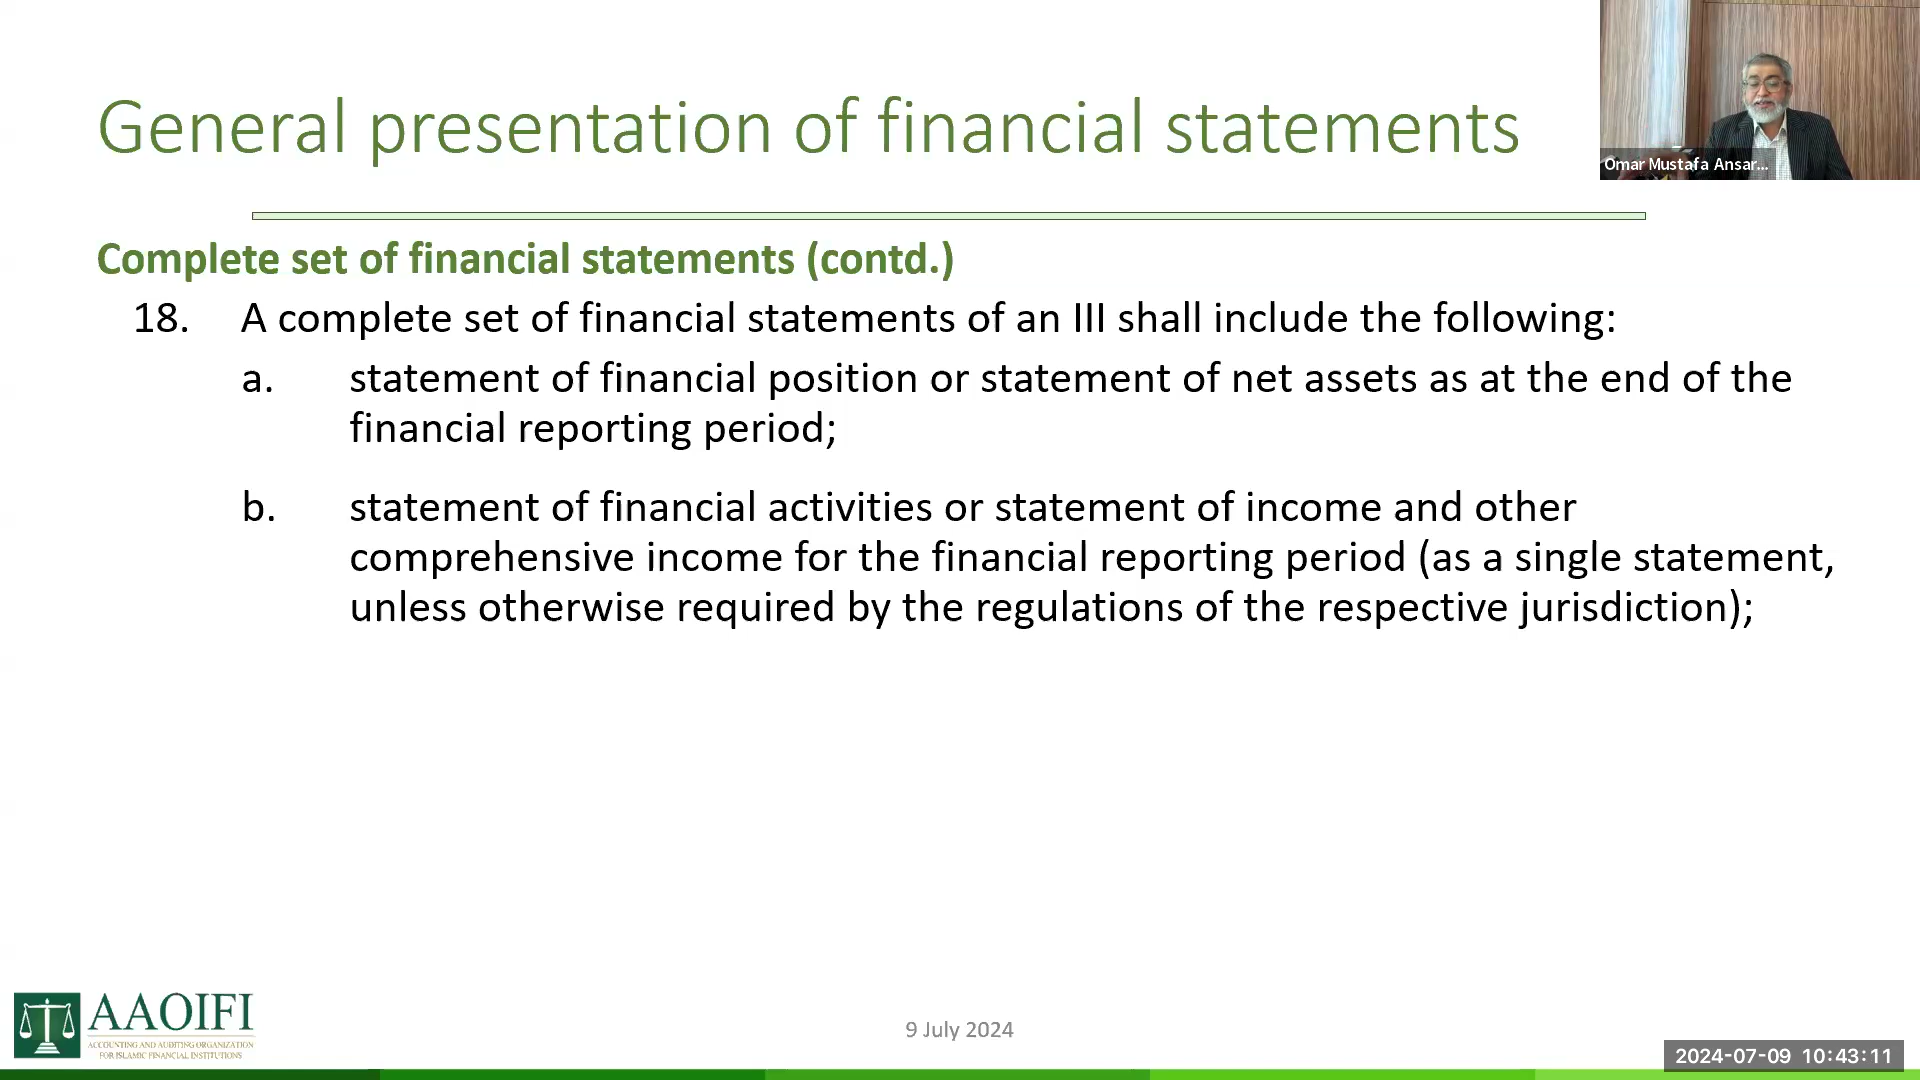 General presentation of financial statements
Omar Mustafa Ansar...
Complete set of financial statements (contd.)
18. A complete set of financial statements of an III shall include the following:
a. statement of financial position or statement of net assets as at the end of the
financial reporting period;
b. statement of financial activities or statement of income and other
comprehensive income for the financial reporting period (as a single statement,
unless otherwise required by the regulations of the respective jurisdiction);
AAOIFI
ACCOUNTING AND AUDITING ORGANIZATION
FOR ISLAMIC FINANCIAL INSTITUTIONS
9 July 2024
2024-07-09 10:43:11